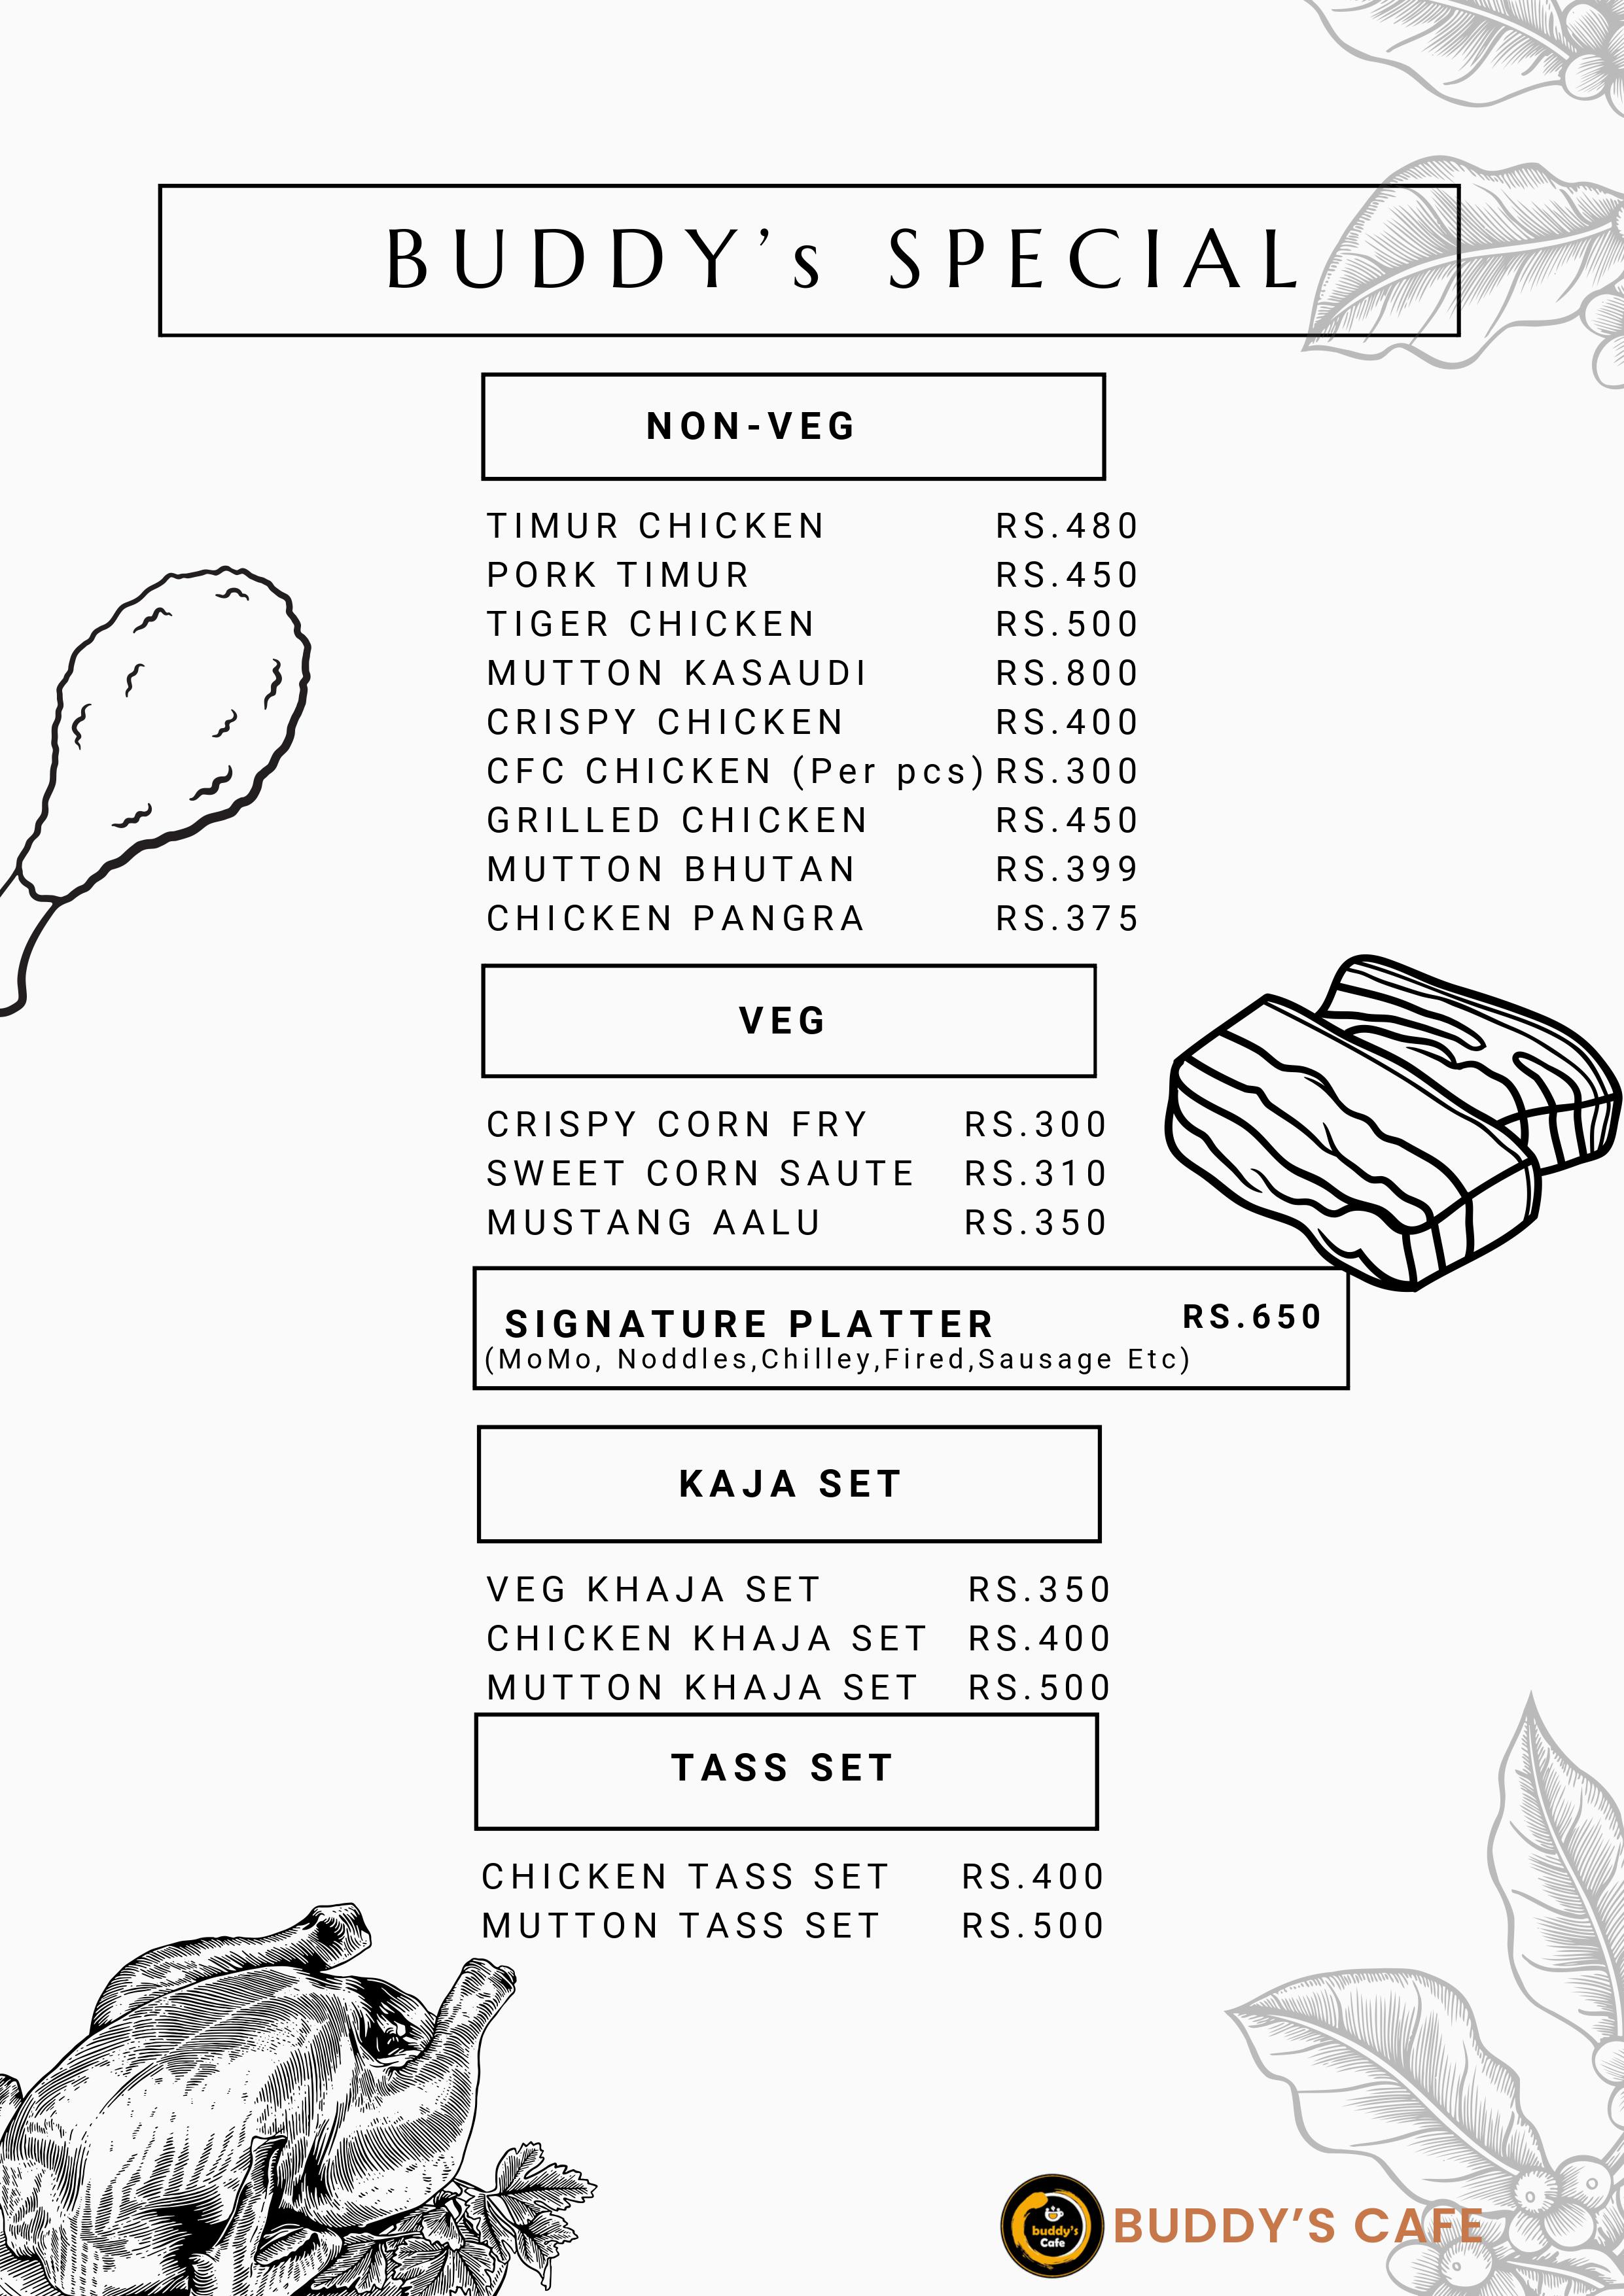 BUDDY’s SPECIAL
NON-VEG
TIMUR CHICKEN RS.480
PORK TIMUR RS.450
TIGER CHICKEN RS.500
MUTTON KASAUDI RS.800
CRISPY CHICKEN RS.400
CFC CHICKEN (Per pcs) RS.300
GRILLED CHICKEN RS.450
MUTTON BHUTAN RS.399
CHICKEN PANGRA RS.375
VEG
CRISPY CORN FRY RS.300
SWEET CORN SAUTE RS.310
MUSTANG AALU RS.350
SIGNATURE PLATTER RS.650
(MoMo, Noddles,Chilley,Fired,Sausage Etc)
KAJA SET
VEG KHAJA SET RS.350
CHICKEN KHAJA SET RS.400
MUTTON KHAJA SET RS.500
TASS SET
CHICKEN TASS SET RS.400
MUTTON TASS SET RS.500
buddy's
Cafe
BUDDY’S CAFE